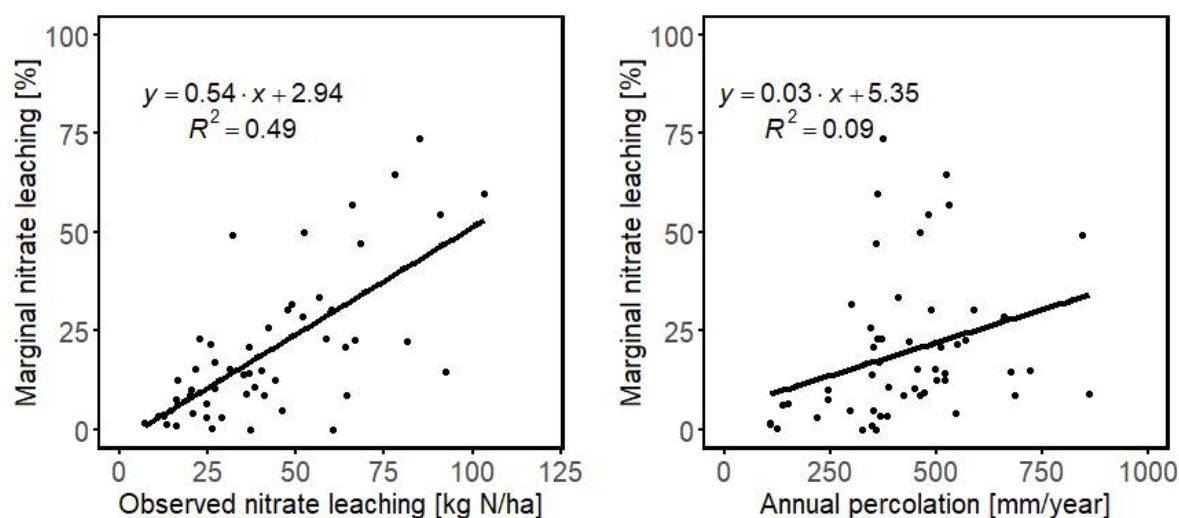 Marginal nitrate leaching [%]
100
75
50
25
0
y = 0.54 · x + 2.94
R² = 0.49
0 25 50 75 100 125
Observed nitrate leaching [kg N/ha]
Marginal nitrate leaching [%]
100
75
50
25
0
y = 0.03 · x + 5.35
R² = 0.09
0 250 500 750 1000
Annual percolation [mm/year]